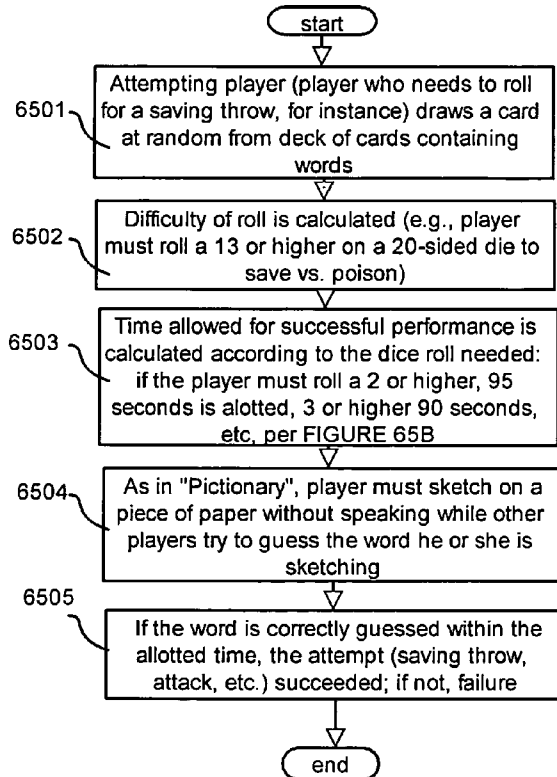 start
6501
Attempting player (player who needs to roll
for a saving throw, for instance) draws a card
at random from deck of cards containing
words
6502
Difficulty of roll is calculated (e.g., player
must roll a 13 or higher on a 20-sided die to
save vs. poison)
6503
Time allowed for successful performance is
calculated according to the dice roll needed:
if the player must roll a 2 or higher, 95
seconds is alotted, 3 or higher 90 seconds,
etc, per FIGURE 65B
6504
As in "Pictionary", player must sketch on a
piece of paper without speaking while other
players try to guess the word he or she is
sketching
6505
If the word is correctly guessed within the
allotted time, the attempt (saving throw,
attack, etc.) succeeded; if not, failure
end